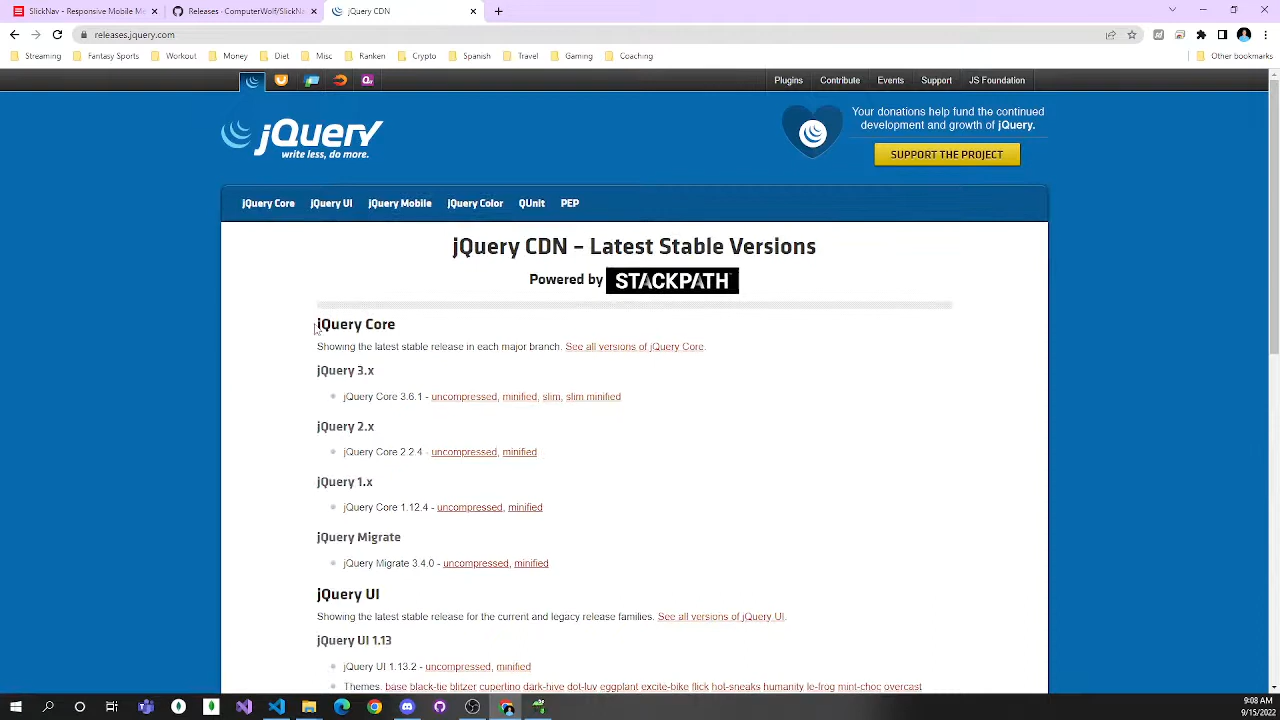 SlickNav - Responsive Mobile Me
Releases · ComputerWolf/SlickNa
jQuery CDN
releases.jquery.com
Streaming
Fantasy Sports
Workout
Money
Diet
Misc
Ranken
Crypto
Spanish
Travel
Gaming
Coaching
Other bookmarks
Plugins
Contribute
Events
Support
JS Foundation
jQuery
write less, do more.
Your donations help fund the continued
development and growth of jQuery.
SUPPORT THE PROJECT
jQuery Core
jQuery UI
jQuery Mobile
jQuery Color
QUnit
PEP
jQuery CDN – Latest Stable Versions
Powered by STACKPATH
jQuery Core
Showing the latest stable release in each major branch. See all versions of jQuery Core.
jQuery 3.x
jQuery Core 3.6.1 - uncompressed, minified, slim, slim minified
jQuery 2.x
jQuery Core 2.2.4 - uncompressed, minified
jQuery 1.x
jQuery Core 1.12.4 - uncompressed, minified
jQuery Migrate
jQuery Migrate 3.4.0 - uncompressed, minified
jQuery UI
Showing the latest stable release for the current and legacy release families. See all versions of jQuery UI.
jQuery UI 1.13
jQuery UI 1.13.2 - uncompressed, minified
Themes: base black-tie blitzer cupertino dark-hive dot-luv eggplant excite-bike flick hot-sneaks humanity le-frog mint-choc overcast
9:08 AM
9/15/2022